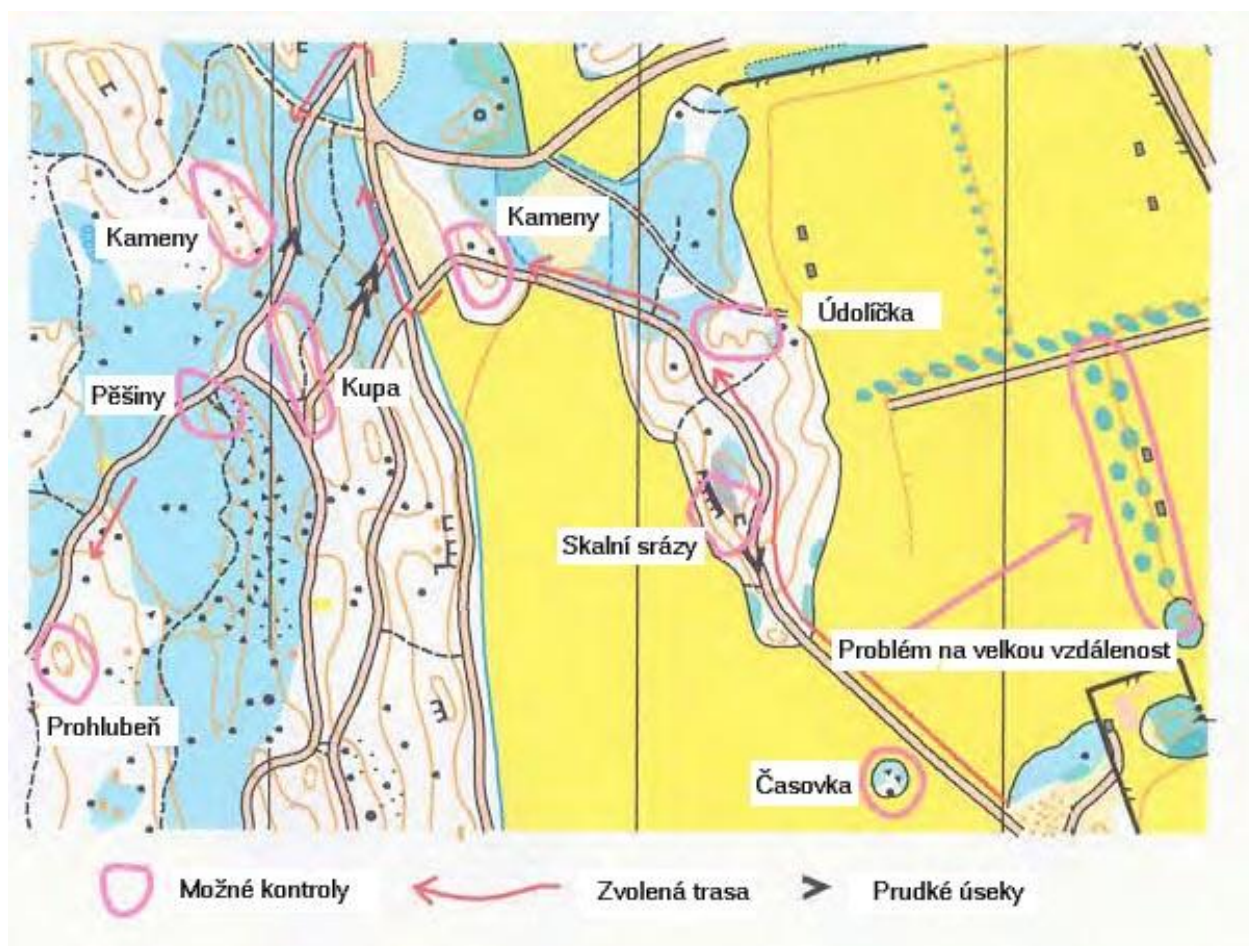 Kameny
Kameny
Údolíčka
Pěšiny
Kupa
Skalní srázy
Problém na velkou vzdálenost
Prohlubeň
Časovka
Možné kontroly
Zvolená trasa
Prudké úseky